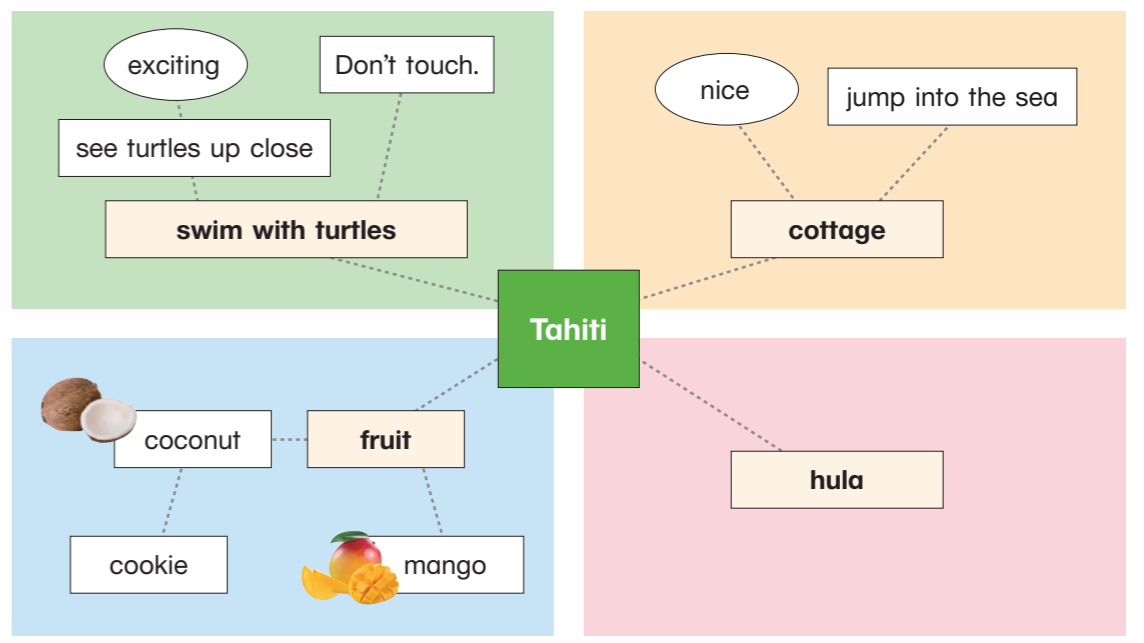 exciting
Don't touch.
see turtles up close
swim with turtles
nice
jump into the sea
cottage
Tahiti
coconut
fruit
cookie
mango
hula